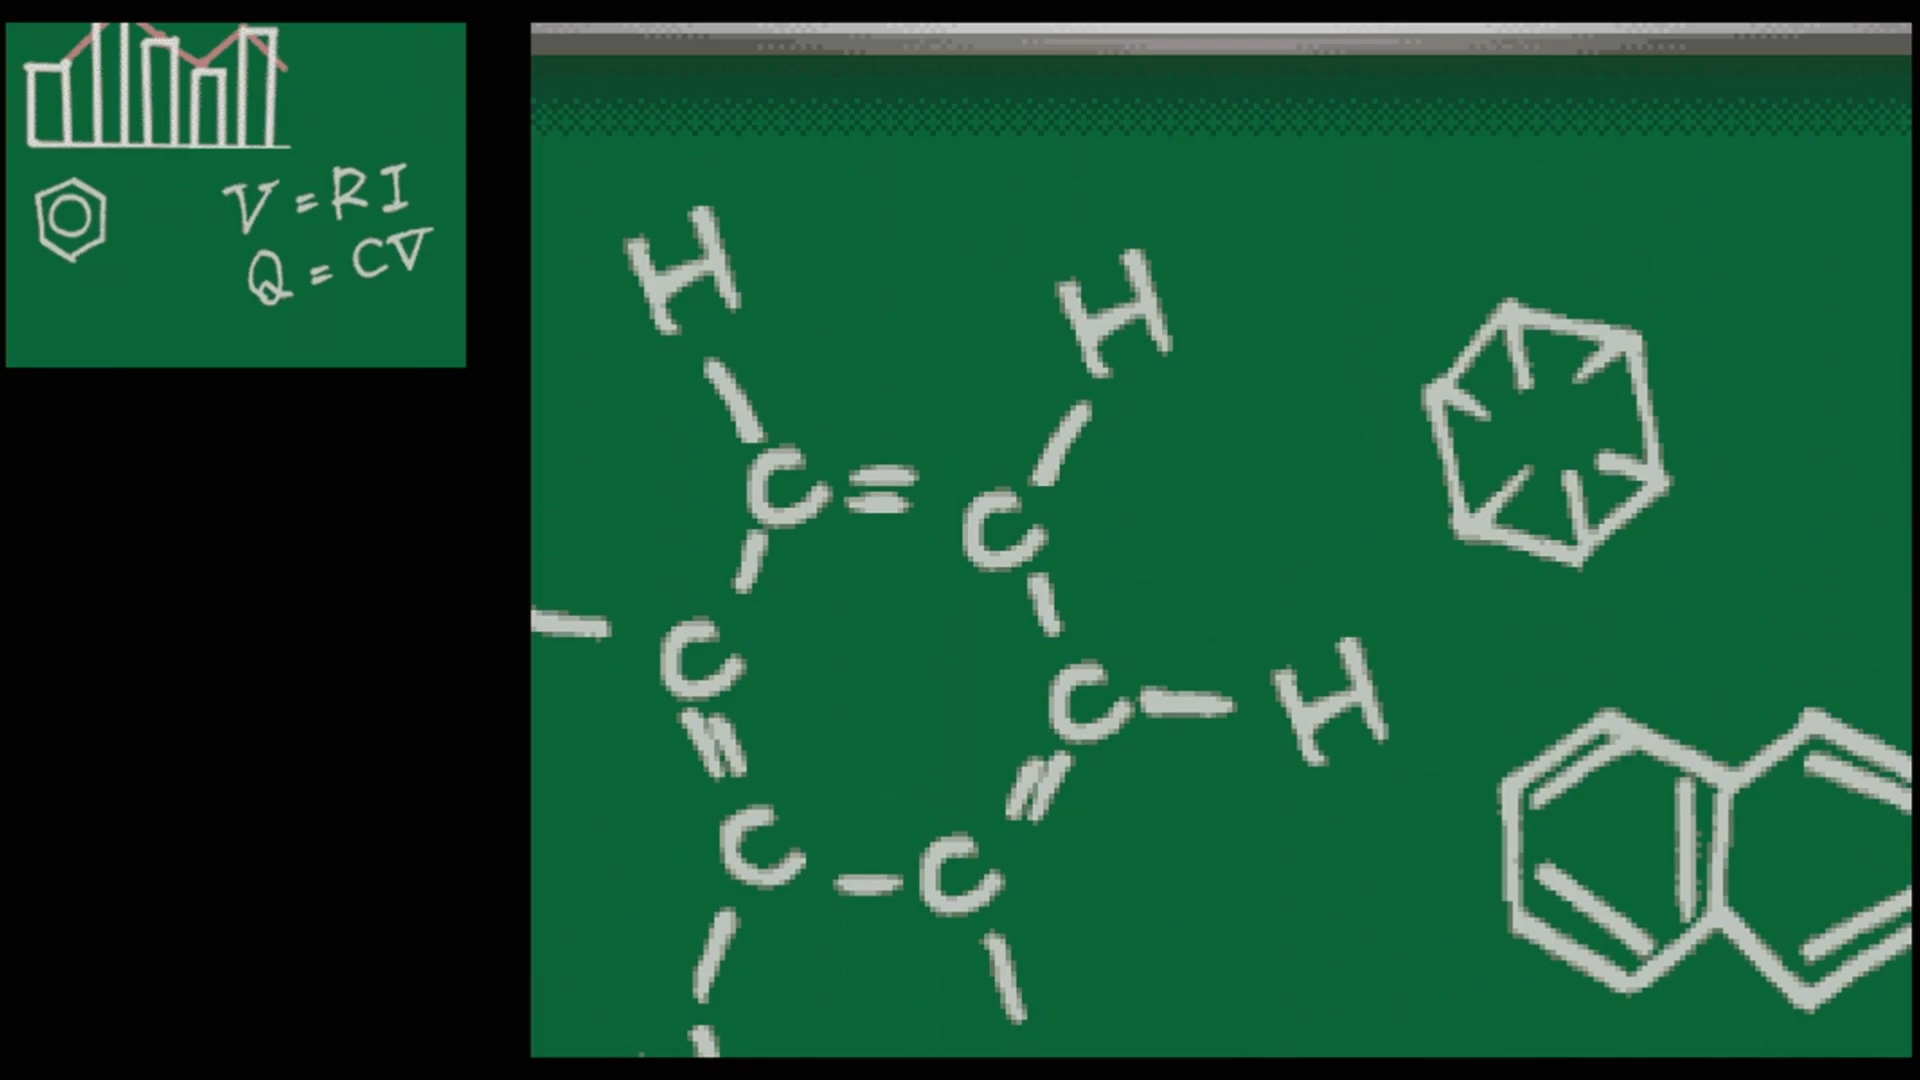 V = RI
Q = CV
H
H
C = C
C
C - H
C - C